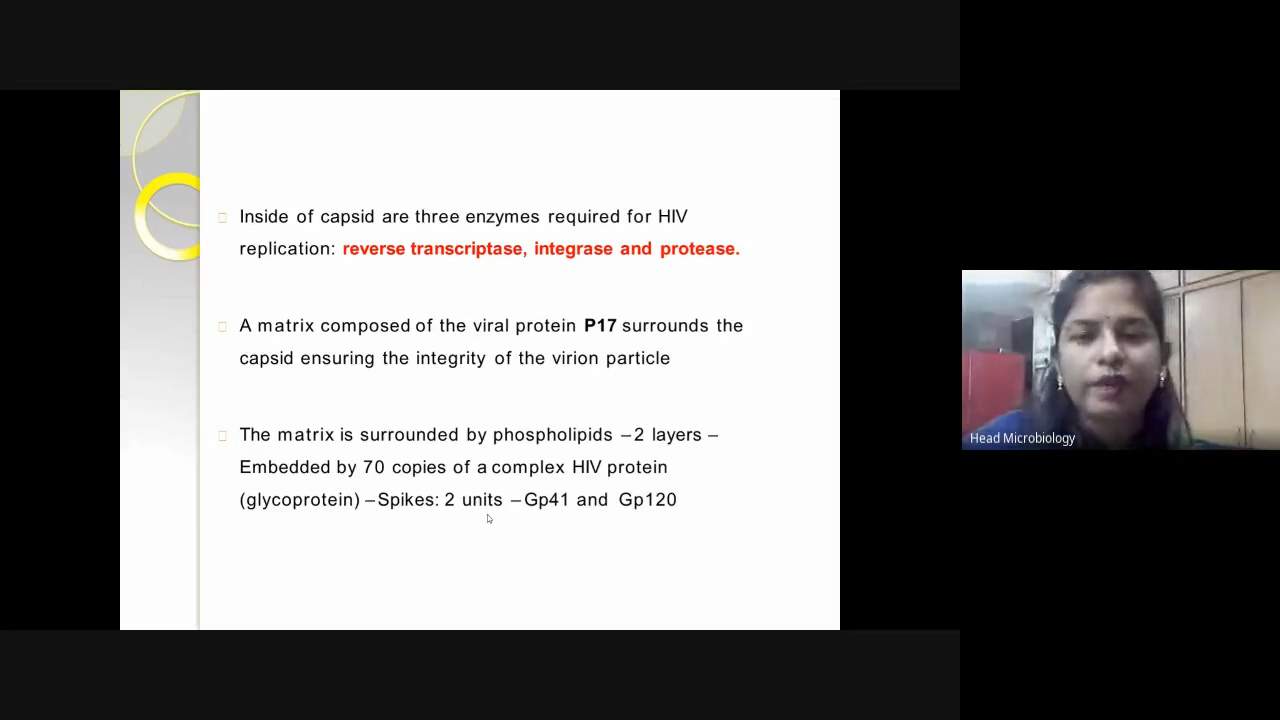 Inside of capsid are three enzymes required for HIV
replication: reverse transcriptase, integrase and protease.
A matrix composed of the viral protein P17 surrounds the
capsid ensuring the integrity of the virion particle
The matrix is surrounded by phospholipids –2 layers –
Embedded by 70 copies of a complex HIV protein
(glycoprotein) –Spikes: 2 units –Gp41 and Gp120
Head Microbiology